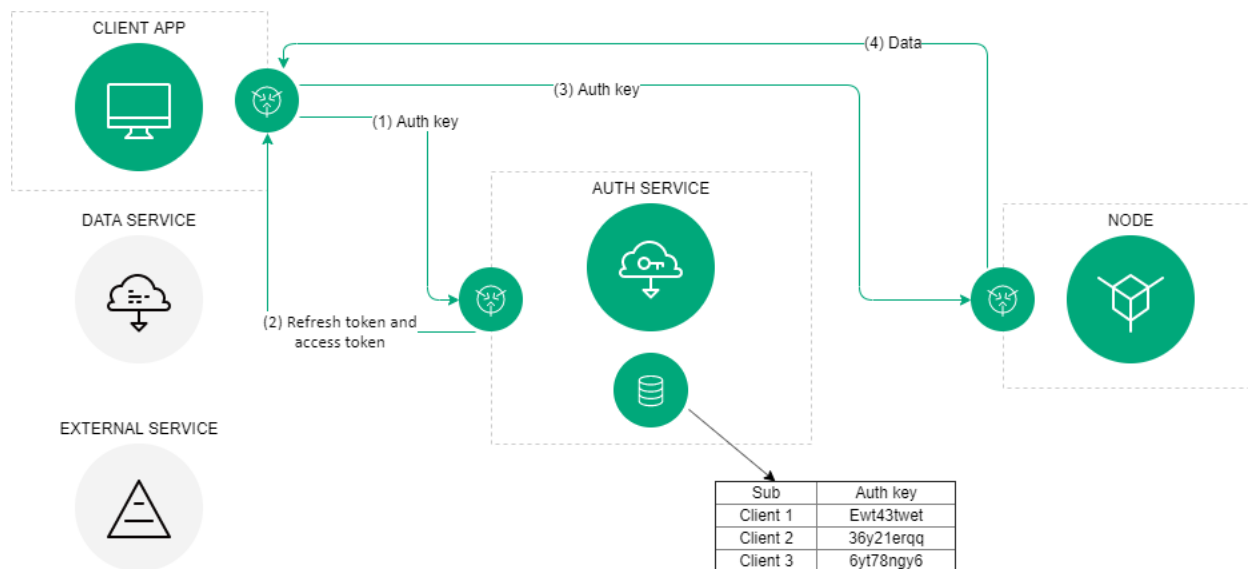 CLIENT APP
(4) Data
(3) Auth key
(1) Auth key
AUTH SERVICE
DATA SERVICE
NODE
(2) Refresh token and
access token
EXTERNAL SERVICE
Sub Auth key
Client 1 Ewt43twet
Client 2 36y21erqq
Client 3 6yt78ngy6